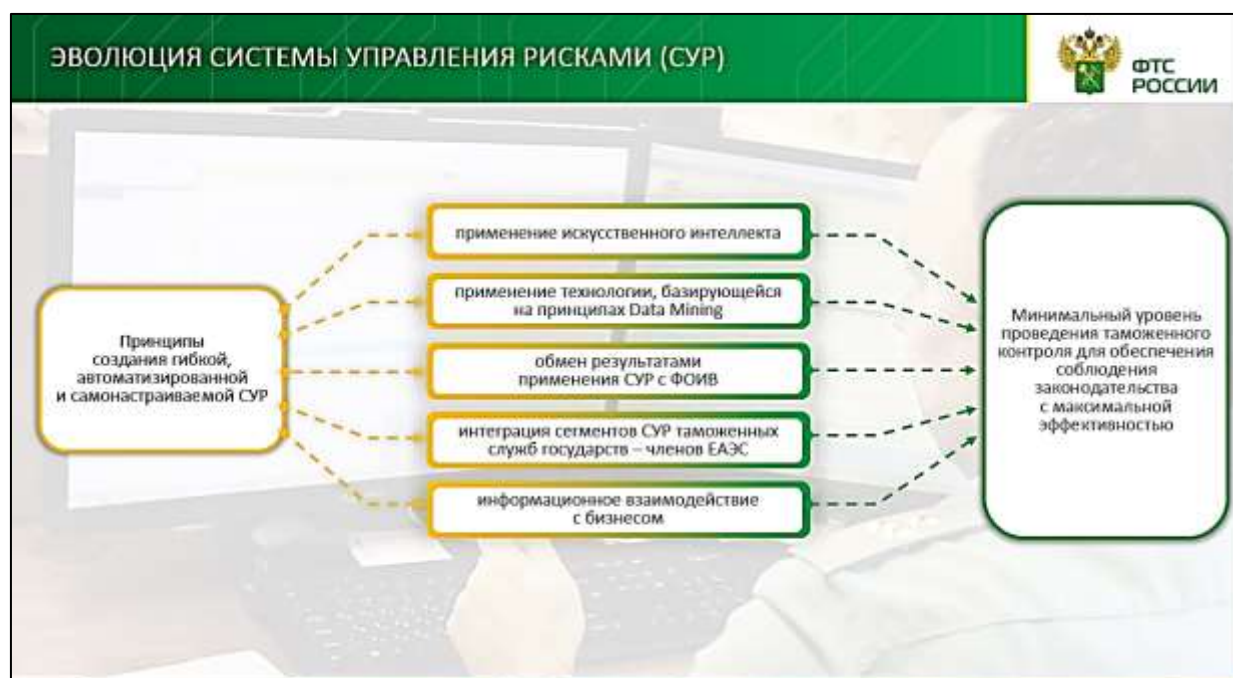 ЭВОЛЮЦИЯ СИСТЕМЫ УПРАВЛЕНИЯ РИСКАМИ (СУР)
ФТС
РОССИИ
Принципы
создания гибкой,
автоматизированной
и самонастраиваемой СУР
применение искусственного интеллекта
применение технологии, базирующейся
на принципах Data Mining
обмен результатами
применения СУР с ФОИВ
интеграция сегментов СУР таможенных
служб государств – членов ЕАЭС
информационное взаимодействие
с бизнесом
Минимальный уровень
проведения таможенного
контроля для обеспечения
соблюдения
законодательства
с максимальной
эффективностью